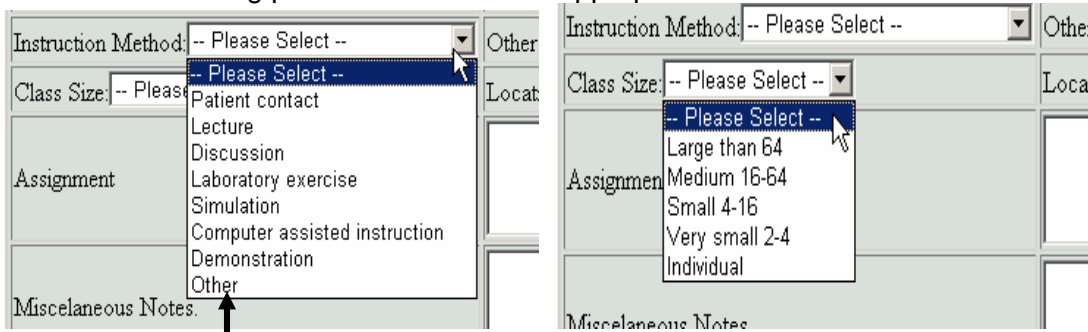 Instruction Method: -- Please Select --
Other
-- Please Select --
Class Size: -- Pleas
Locat
Patient contact
Lecture
Discussion
Assignment
Laboratory exercise
Simulation
Computer assisted instruction
Demonstration
Other
Miscelaneous Notes.
Instruction Method: -- Please Select --
Othe
Class Size: -- Please Select --
Loca
-- Please Select --
Large than 64
Assignmen
Medium 16-64
Small 4-16
Very small 2-4
Individual
Miscelaneous Notes